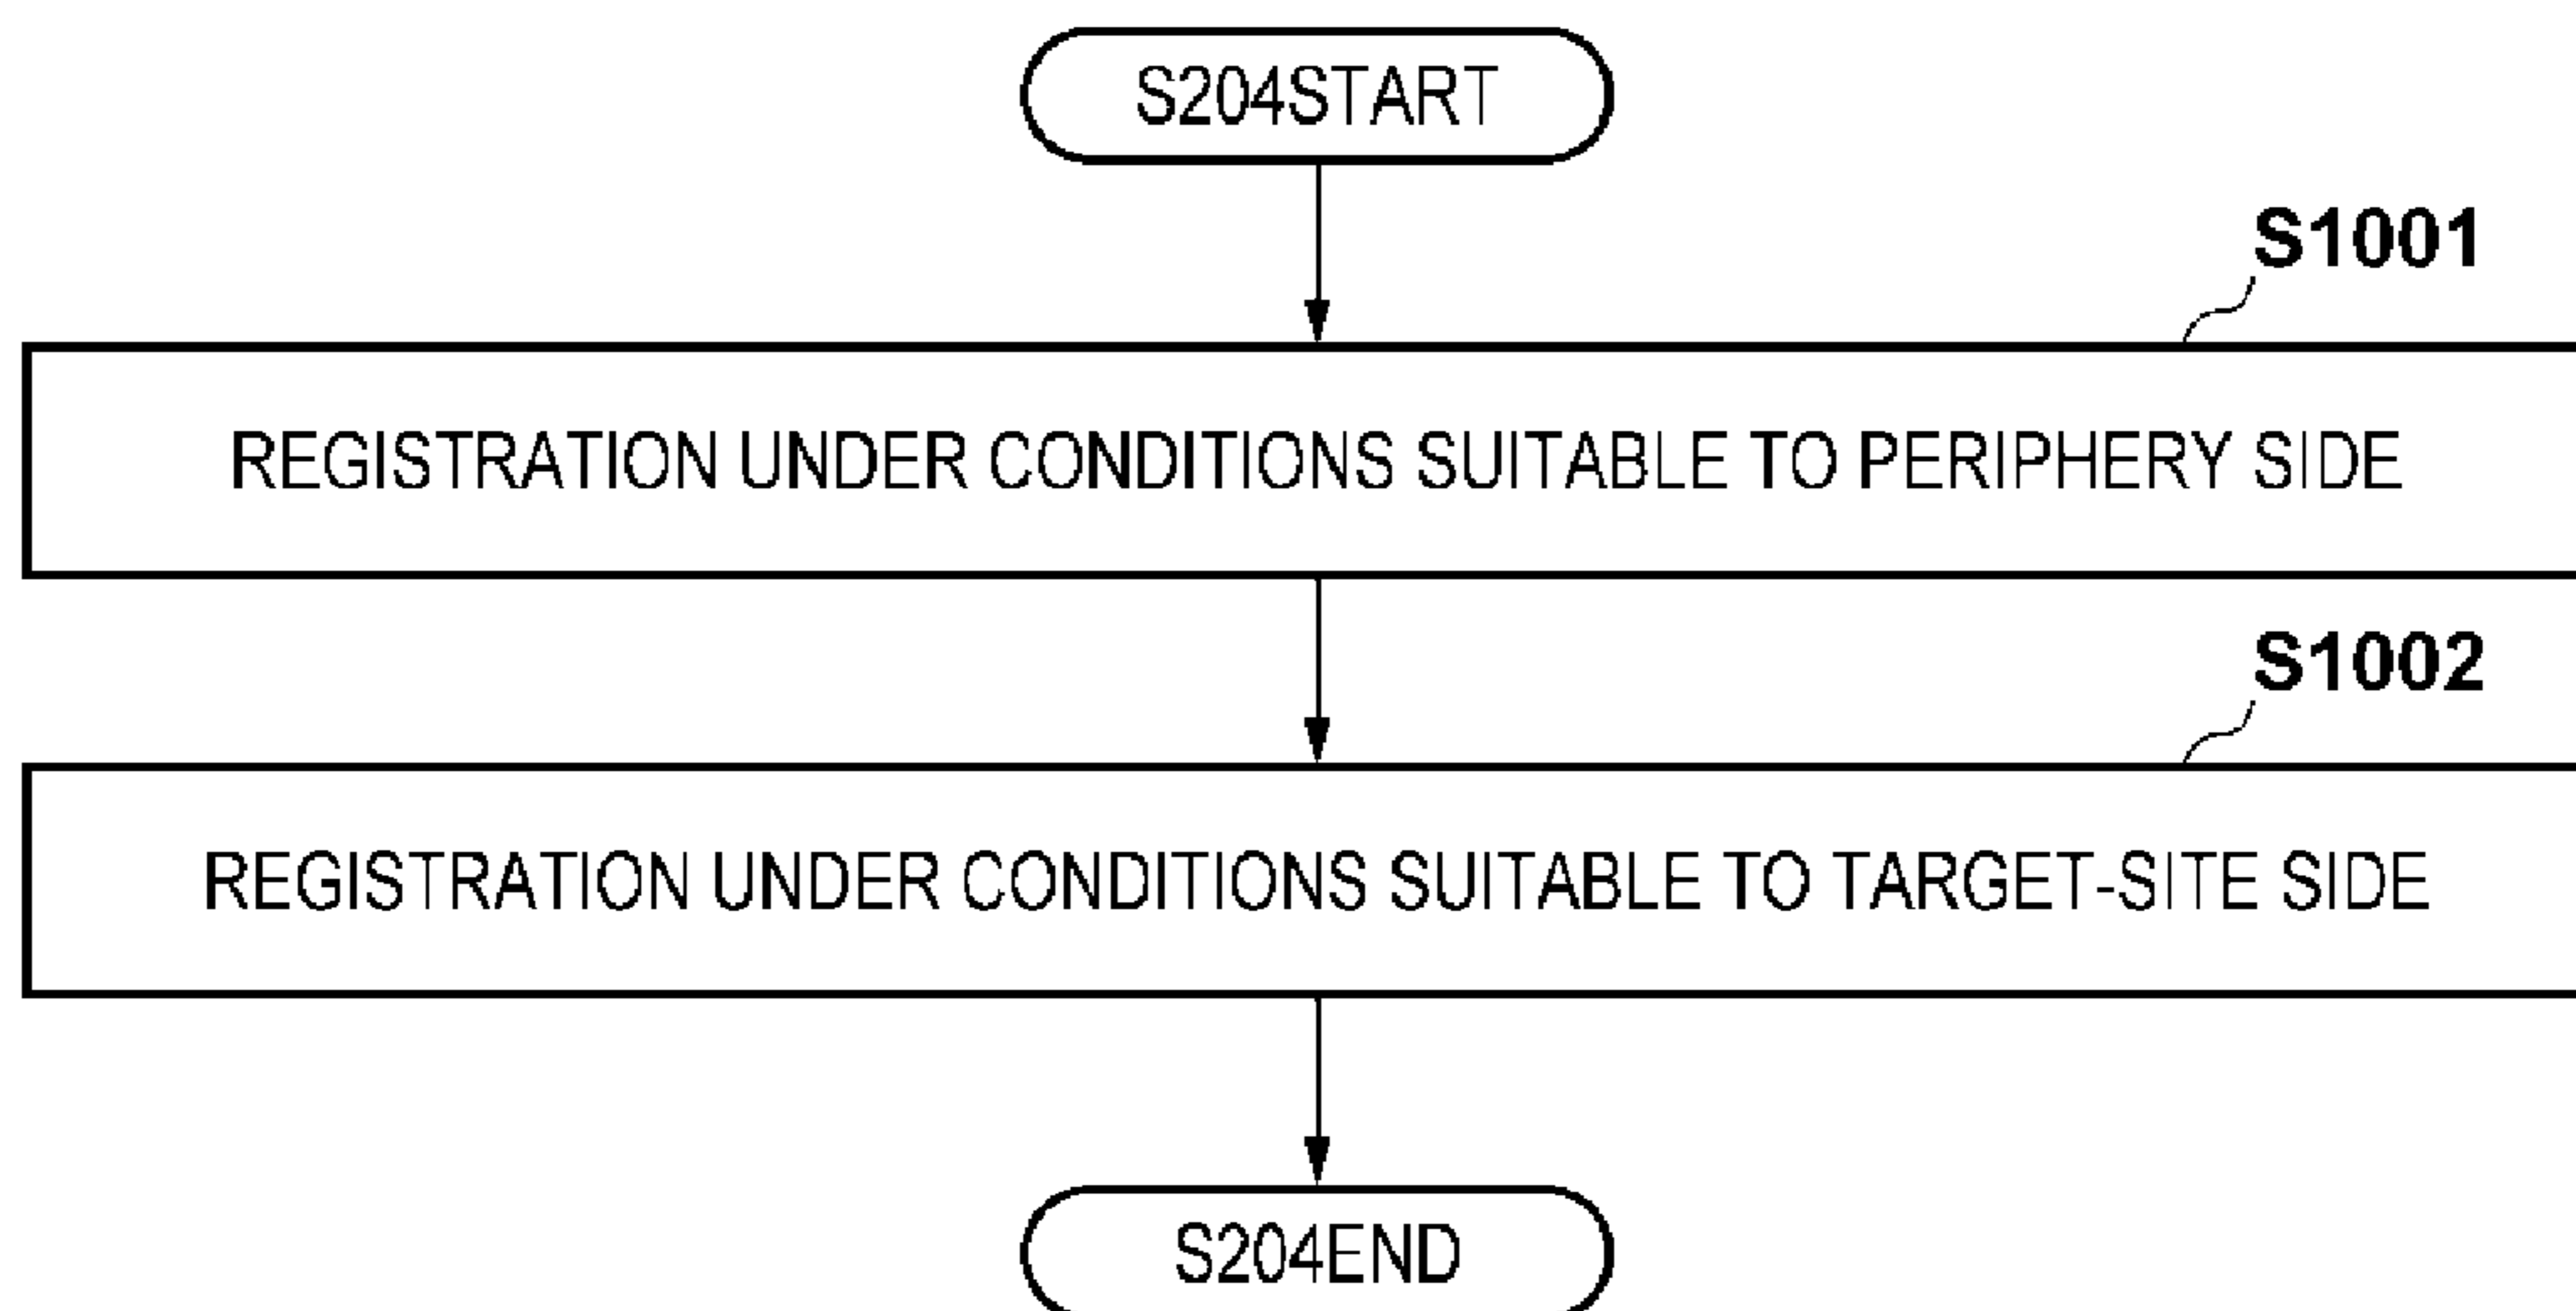 S204START
S1001
REGISTRATION UNDER CONDITIONS SUITABLE TO PERIPHERY SIDE
S1002
REGISTRATION UNDER CONDITIONS SUITABLE TO TARGET-SITE SIDE
S204END